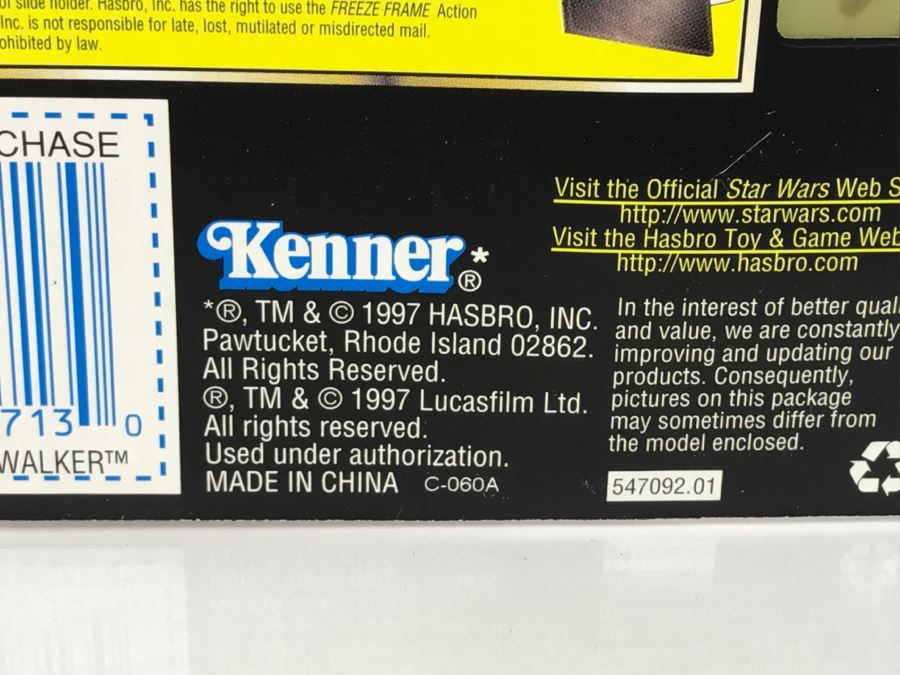 of slide holder. Hasbro, Inc. has the right to use the FREEZE FRAME Action
Inc. is not responsible for late, lost, mutilated or misdirected mail.
ohibited by law.
CHASE
713 0
WALKER™
Kenner*®
*®, TM & © 1997 HASBRO, INC.
Pawtucket, Rhode Island 02862.
All Rights Reserved.
®, TM & © 1997 Lucasfilm Ltd.
All rights reserved.
Used under authorization.
MADE IN CHINA C-060A
Visit the Official Star Wars Web S
http://www.starwars.com
Visit the Hasbro Toy & Game Web
http://www.hasbro.com
In the interest of better quali
and value, we are constantly
improving and updating our
products. Consequently,
pictures on this package
may sometimes differ from
the model enclosed.
547092.01